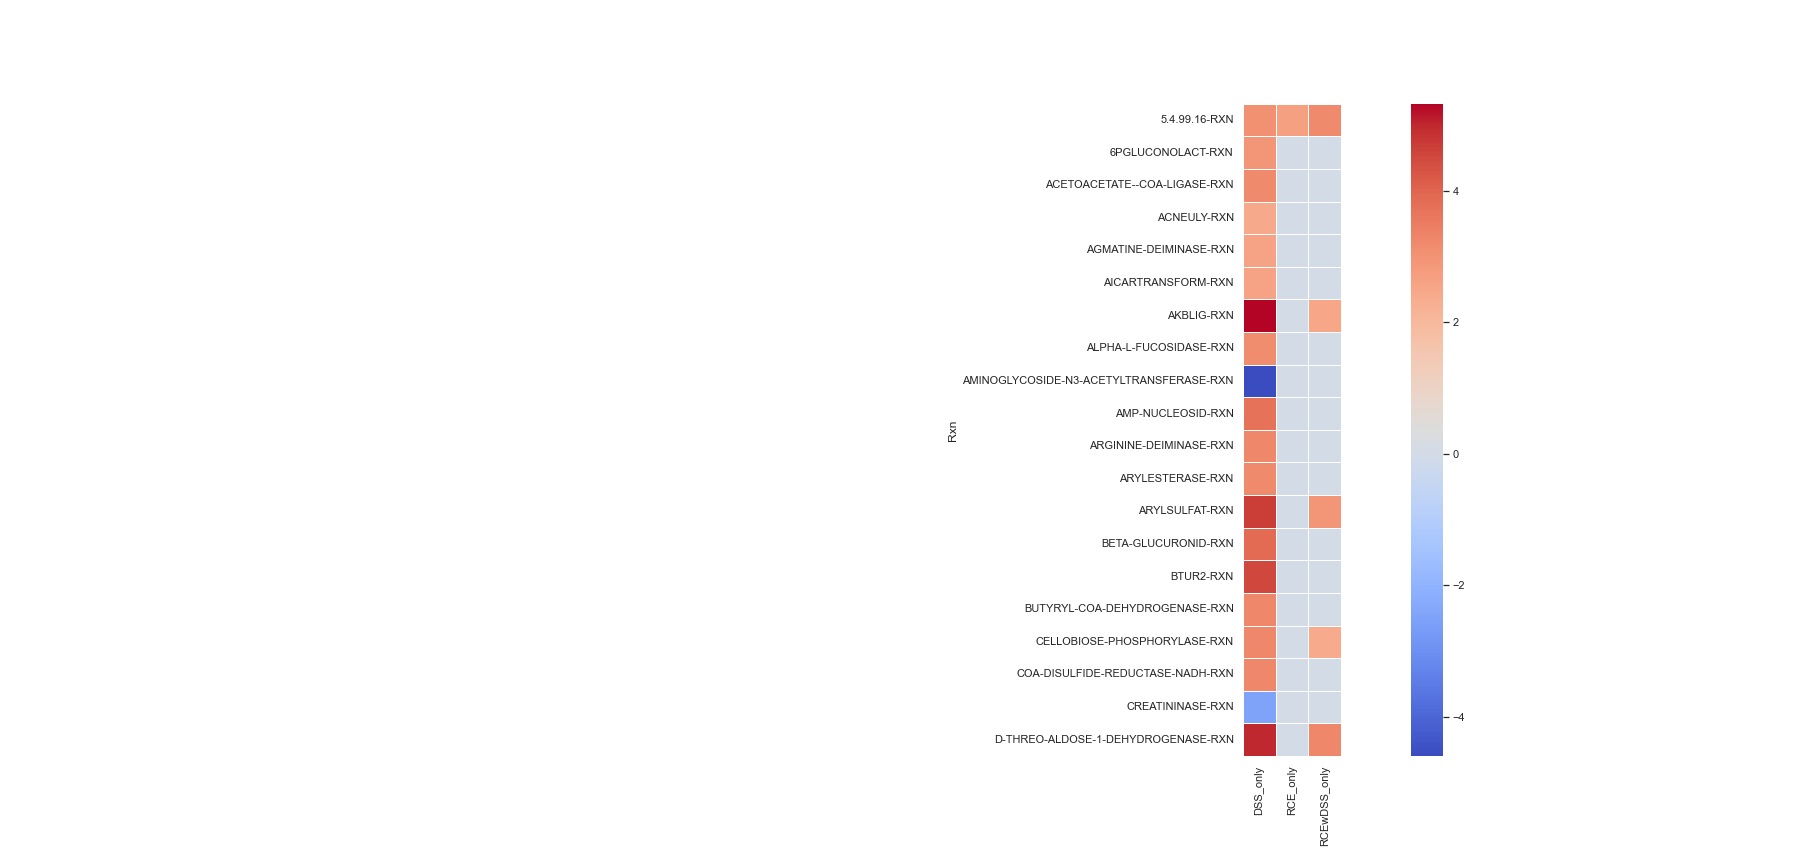 5.4.99.16-RXN
6PGLUCONOLACT-RXN
ACETOACETATE--COA-LIGASE-RXN
ACNEULY-RXN
AGMATINE-DEIMINASE-RXN
AICARTRANSFORM-RXN
AKBLIG-RXN
ALPHA-L-FUCOSIDASE-RXN
AMINOGLYCOSIDE-N3-ACETYLTRANSFERASE-RXN
AMP-NUCLEOSID-RXN
ARGININE-DEIMINASE-RXN
ARYLESTERASE-RXN
ARYLSULFAT-RXN
BETA-GLUCURONID-RXN
BTUR2-RXN
BUTYRYL-COA-DEHYDROGENASE-RXN
CELLOBIOSE-PHOSPHORYLASE-RXN
COA-DISULFIDE-REDUCTASE-NADH-RXN
CREATININASE-RXN
D-THREO-ALDOSE-1-DEHYDROGENASE-RXN
Rxn
DSS_only
RCE_only
RCEwDSS_only
4
2
0
−2
−4